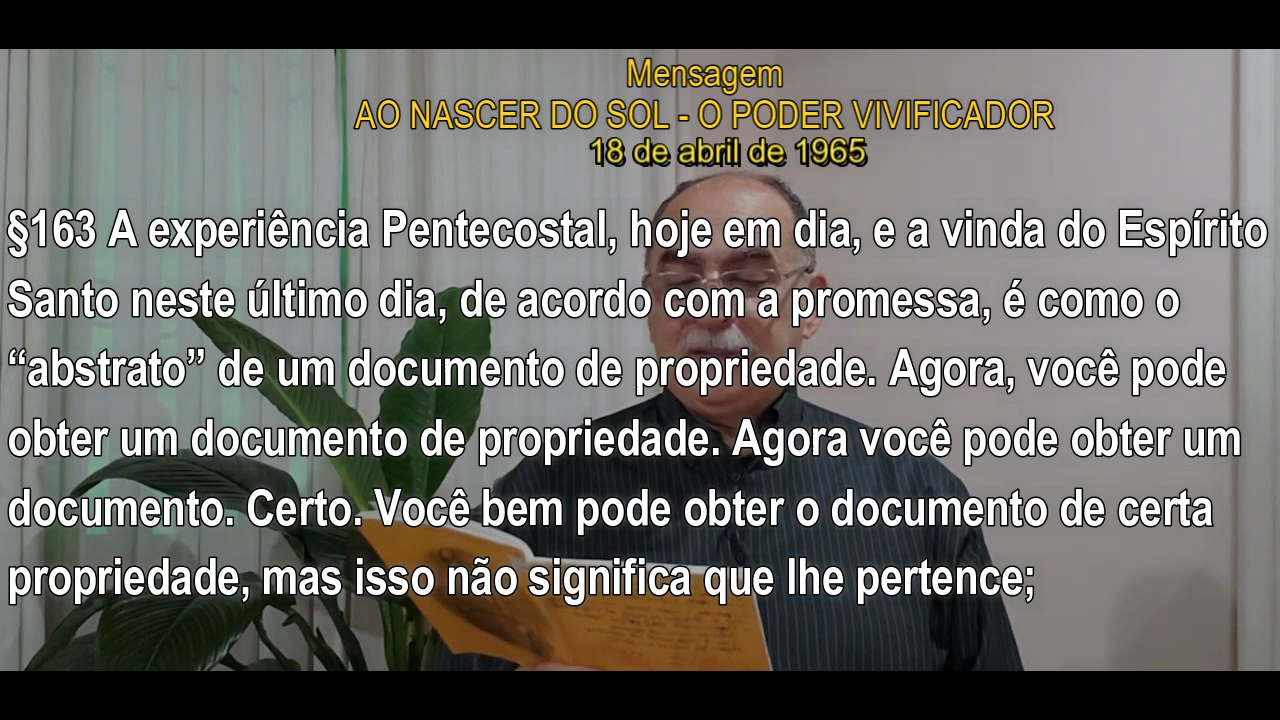 Mensagem
AO NASCER DO SOL - O PODER VIVIFICADOR
18 de abril de 1965
§163 A experiência Pentecostal, hoje em dia, e a vinda do Espírito
Santo neste último dia, de acordo com a promessa, é como o
“abstrato” de um documento de propriedade. Agora, você pode
obter um documento de propriedade. Agora você pode obter um
documento. Certo. Você bem pode obter o documento de certa
propriedade, mas isso não significa que lhe pertence;